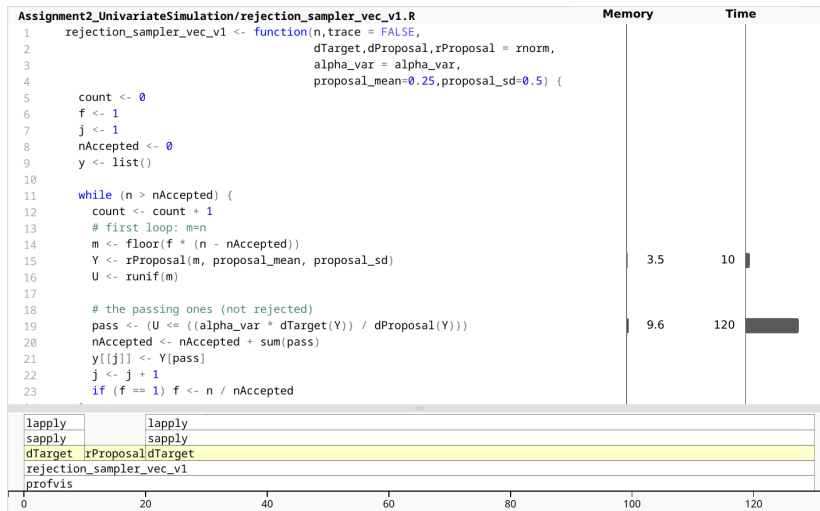 Assignment2_UnivariateSimulation/rejection_sampler_vec_v1.R Memory Time
1 rejection_sampler_vec_v1 <- function(n,trace = FALSE,
2 dTarget,dProposal,rProposal = rnorm,
3 alpha_var = alpha_var,
4 proposal_mean=0.25,proposal_sd=0.5) {
5 count <- 0
6 f <- 1
7 j <- 1
8 nAccepted <- 0
9 y <- list()
10
11 while (n > nAccepted) {
12 count <- count + 1
13 # first loop: m=n
14 m <- floor(f * (n - nAccepted))
15 Y <- rProposal(m, proposal_mean, proposal_sd) 3.5 10
16 U <- runif(m)
17
18 # the passing ones (not rejected)
19 pass <- (U <= ((alpha_var * dTarget(Y)) / dProposal(Y))) 9.6 120
20 nAccepted <- nAccepted + sum(pass)
21 y[[j]] <- Y[pass]
22 j <- j + 1
23 if (f == 1) f <- n / nAccepted
lapply lapply
sapply sapply
dTarget rProposal dTarget
rejection_sampler_vec_v1
profvis
0 20 40 60 80 100 120